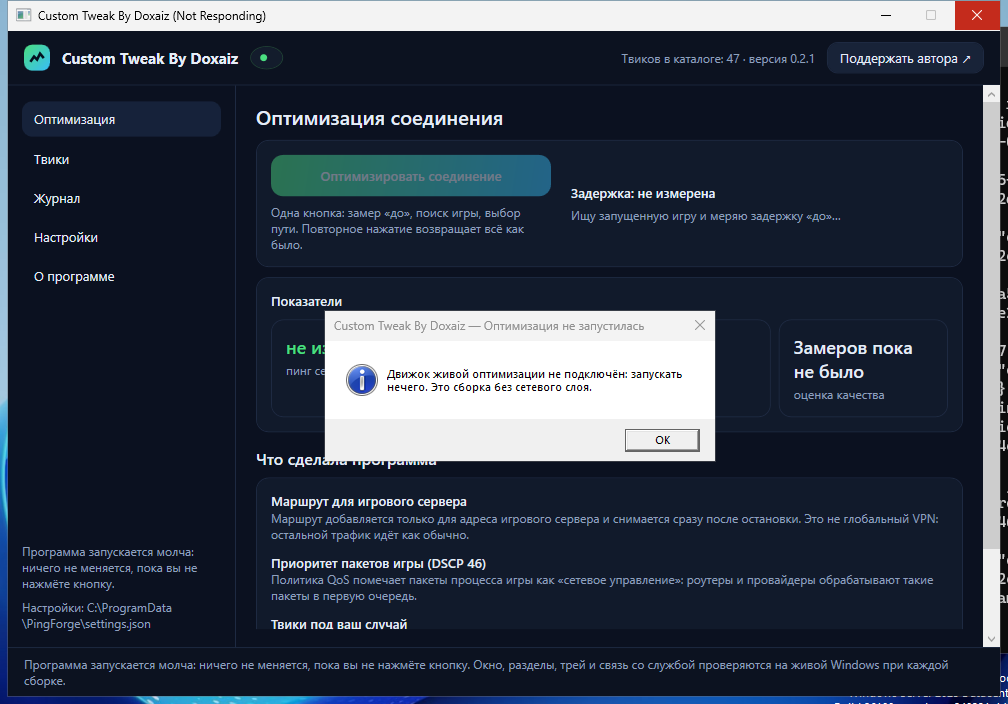 Custom Tweak By Doxaiz (Not Responding)
Custom Tweak By Doxaiz
Твиков в каталоге: 47 · версия 0.2.1
Поддержать автора ↗
Оптимизация
Твики
Журнал
Настройки
О программе
Оптимизация соединения
Оптимизировать соединение
Одна кнопка: замер «до», поиск игры, выбор
пути. Повторное нажатие возвращает всё как
было.
Задержка: не измерена
Ищу запущенную игру и меряю задержку «до»...
Показатели
не
пинг
Замеров пока
не было
оценка качества
Custom Tweak By Doxaiz — Оптимизация не запустилась
Движок живой оптимизации не подключён: запускать
нечего. Это сборка без сетевого слоя.
OK
Что сделала программа
Маршрут для игрового сервера
Маршрут добавляется только для адреса игрового сервера и снимается сразу после остановки. Это не глобальный VPN:
остальной трафик идёт как обычно.
Приоритет пакетов игры (DSCP 46)
Политика QoS помечает пакеты процесса игры как «сетевое управление»: роутеры и провайдеры обрабатывают такие
пакеты в первую очередь.
Твики под ваш случай
Программа запускается молча:
ничего не меняется, пока вы не
нажмёте кнопку.
Настройки: C:\ProgramData
\PingForge\settings.json
Программа запускается молча: ничего не меняется, пока вы не нажмёте кнопку. Окно, разделы, трей и связь со службой проверяются на живой Windows при каждой
сборке.